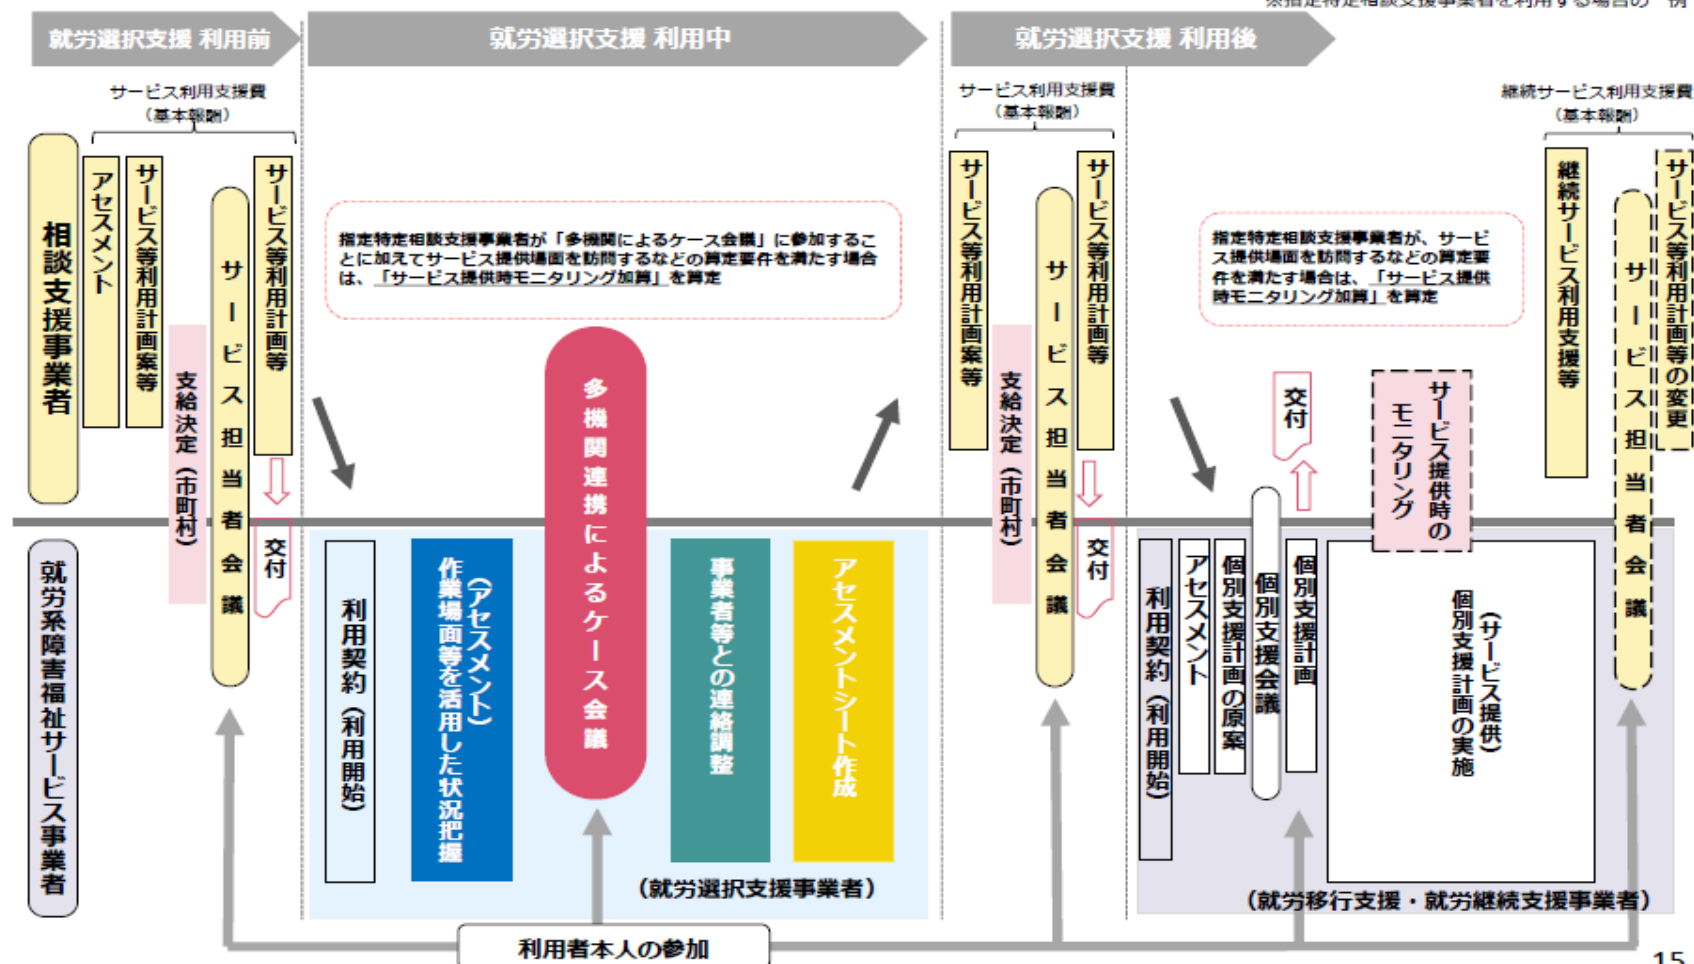 ※指定特定相談支援事業者を利用する場合の一例
就労選択支援 利用前
就労選択支援 利用中
就労選択支援 利用後
サービス利用支援費
（基本報酬）
サービス利用支援費
（基本報酬）
継続サービス利用支援費
（基本報酬）
相談支援事業者
アセスメント
サービス等利用計画案等
支給決定（市町村）
サービス担当者会議
サービス等利用計画等
交付
指定特定相談支援事業者が「多機関によるケース会議」に参加するこ
とに加えてサービス提供場面を訪問するなどの算定要件を満たす場合
は、「サービス提供時モニタリング加算」を算定
多機関連携によるケース会議
サービス等利用計画案等
支給決定（市町村）
サービス担当者会議
サービス等利用計画等
交付
指定特定相談支援事業者が、サービ
ス提供場面を訪問するなどの算定要
件を満たす場合は、「サービス提供
時モニタリング加算」を算定
交付
サービス提供時の
モニタリング
継続サービス利用支援等
サービス担当者会議
サービス等利用計画等の変更
就労系障害福祉サービス事業者
利用契約（利用開始）
（アセスメント）
作業場面等を活用した状況把握
事業者等との連絡調整
アセスメントシート作成
（就労選択支援事業者）
利用契約（利用開始）
アセスメント
個別支援計画の原案
個別支援会議
個別支援計画
（サービス提供）
個別支援計画の実施
（就労移行支援・就労継続支援事業者）
利用者本人の参加
15